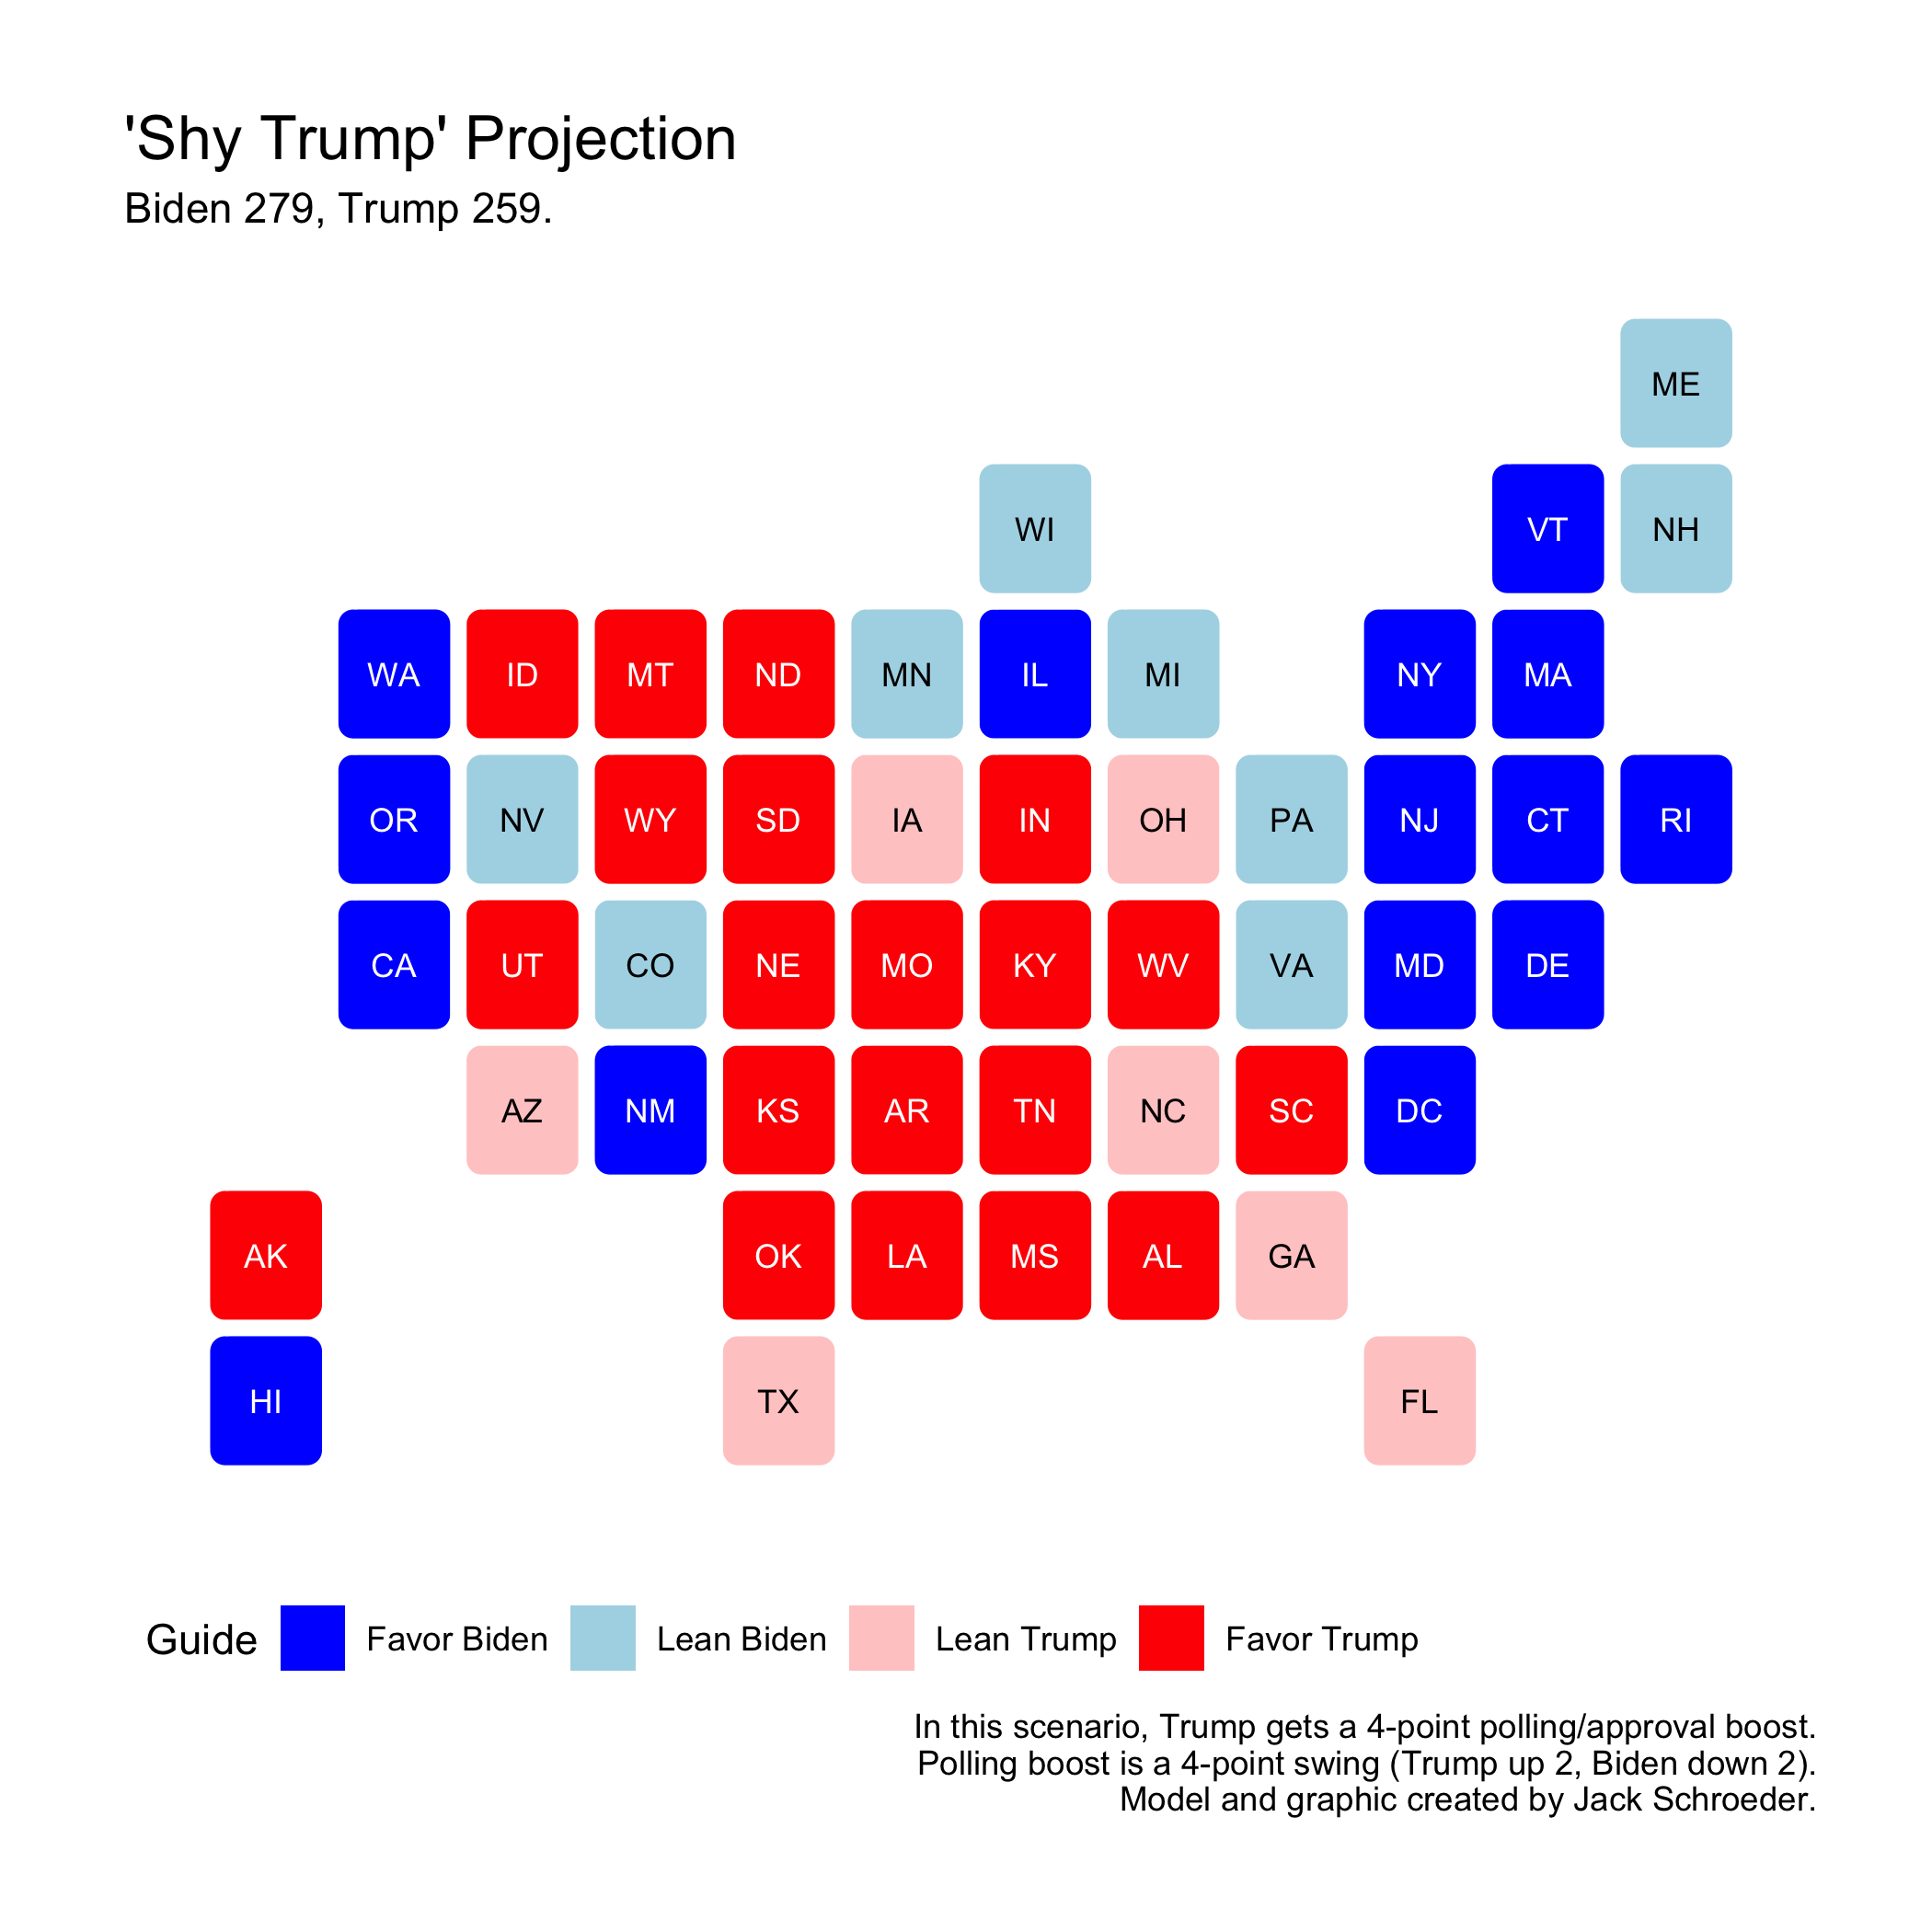 'Shy Trump' Projection
Biden 279, Trump 259.
ME
WI VT NH
WA ID MT ND MN IL MI NY MA
OR NV WY SD IA IN OH PA NJ CT RI
CA UT CO NE MO KY WV VA MD DE
AZ NM KS AR TN NC SC DC
AK OK LA MS AL GA
HI TX FL
Guide Favor Biden Lean Biden Lean Trump Favor Trump
In this scenario, Trump gets a 4-point polling/approval boost.
Polling boost is a 4-point swing (Trump up 2, Biden down 2).
Model and graphic created by Jack Schroeder.